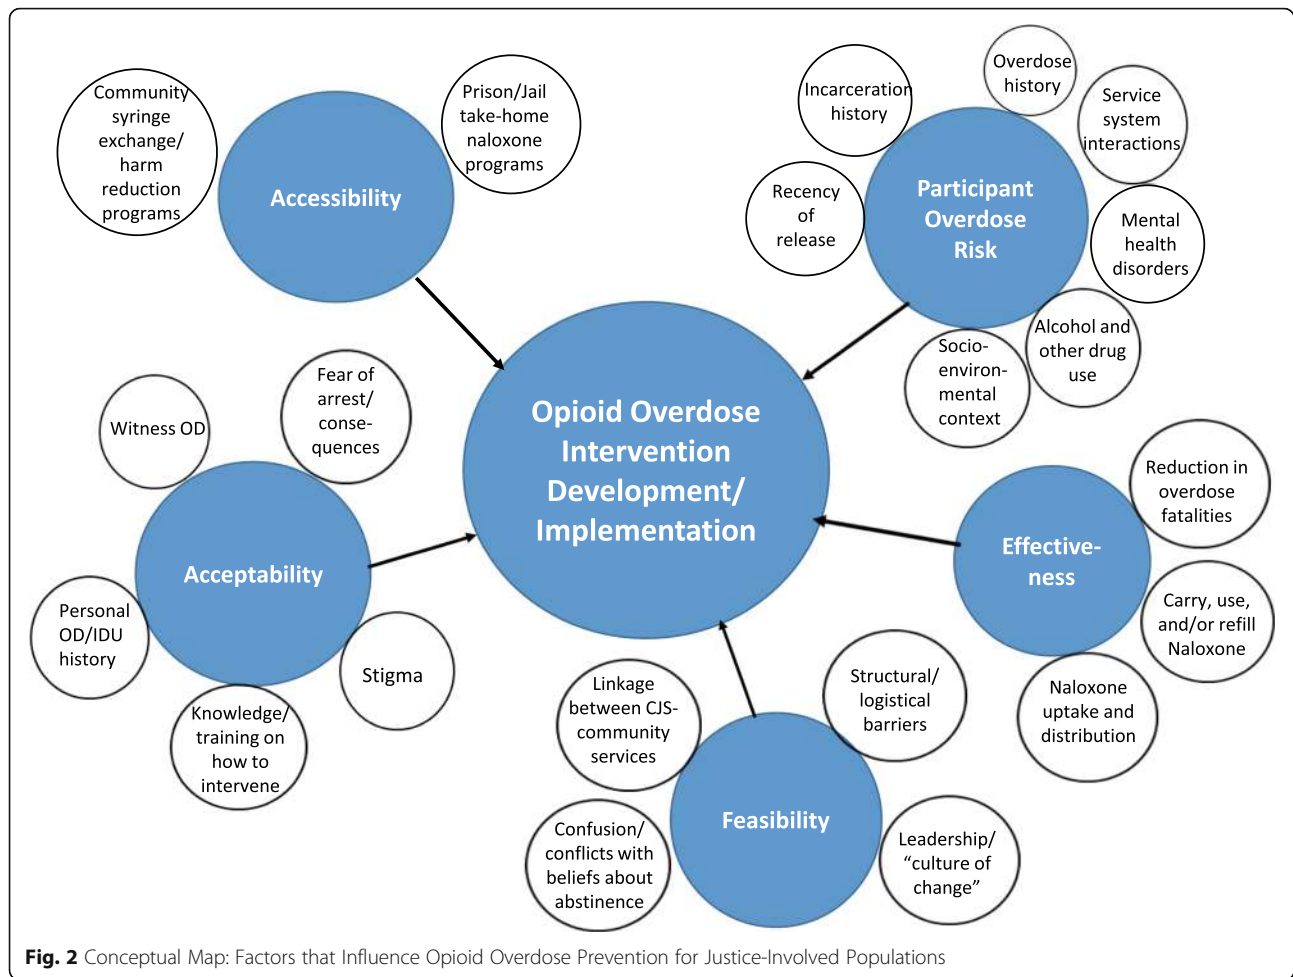 Community
syringe
exchange/
harm
reduction
programs
Accessibility
Prison/Jail
take-home
naloxone
programs
Incarceration
history
Overdose
history
Service
system
interactions
Recency
of
release
Participant
Overdose
Risk
Mental
health
disorders
Alcohol and
other drug
use
Socio-
environ-
mental
context
Opioid Overdose
Intervention
Development/
Implementation
Witness OD
Fear of
arrest/
conse-
quences
Acceptability
Personal
OD/IDU
history
Knowledge/
training on
how to
intervene
Stigma
Reduction in
overdose
fatalities
Effective-
ness
Carry, use,
and/or refill
Naloxone
Naloxone
uptake and
distribution
Linkage
between CJS-
community
services
Structural/
logistical
barriers
Feasibility
Confusion/
conflicts with
beliefs about
abstinence
Leadership/
“culture of
change”
Fig. 2 Conceptual Map: Factors that Influence Opioid Overdose Prevention for Justice-Involved Populations